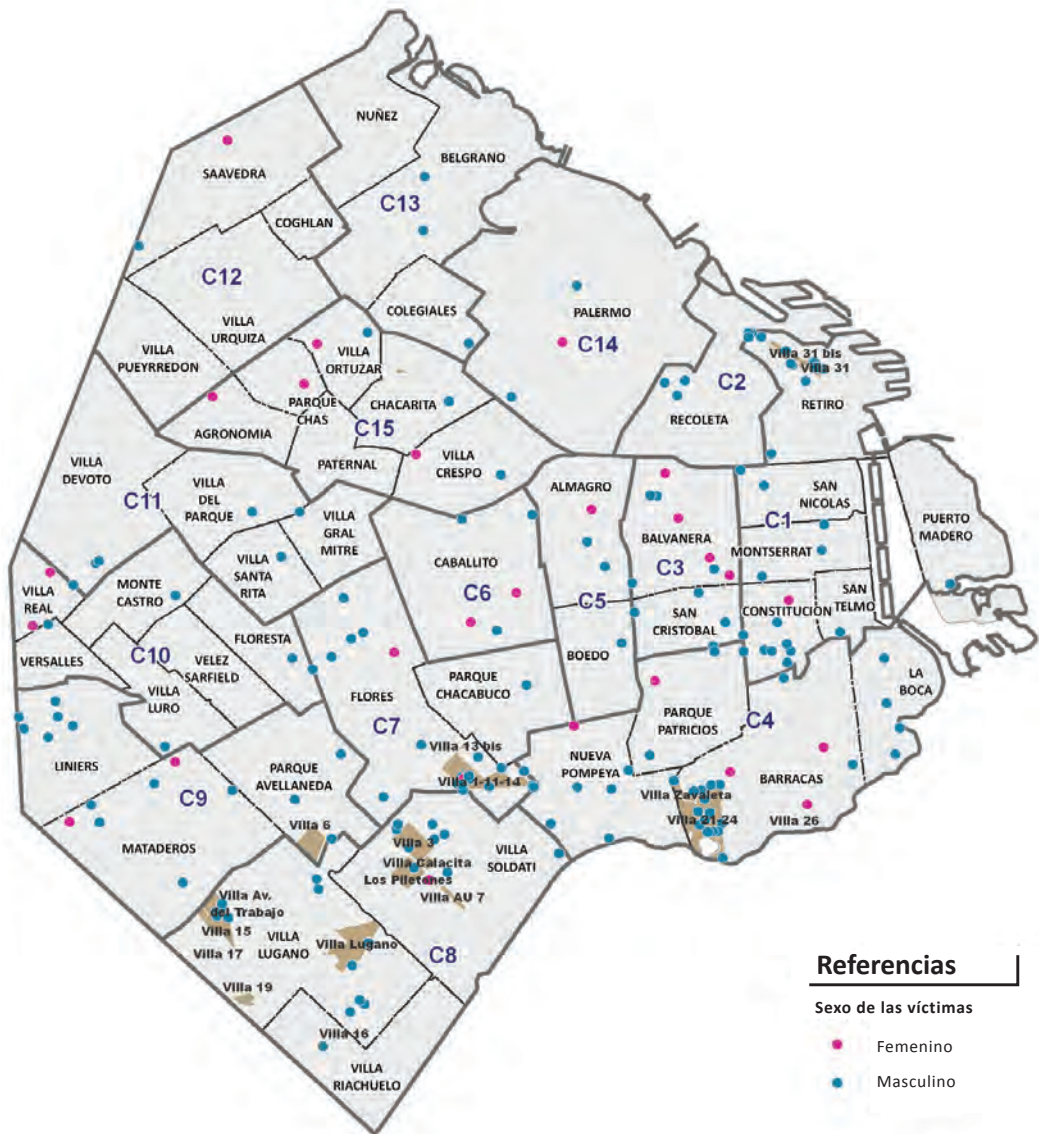 NUÑEZ
BELGRANO
SAAVEDRA
C13
COGHLAN
C12
COLEGIALES
PALERMO
VILLA
URQUIZA
VILLA
ORTUZAR
C14
VILLA
PUEYRREDON
Villa 31 bis
Villa 31
C2
RETIRO
PARQUE
CHAS
CHACARITA
RECOLETA
AGRONOMIA
C15
PATERNAL
VILLA
CRESPO
VILLA
DEVOTO
C11
VILLA
DEL
PARQUE
ALMAGRO
SAN
NICOLAS
VILLA
GRAL
MITRE
C1
PUERTO
MADERO
BALVANERA
MONTSERRAT
CABALLITO
C3
VILLA
SANTA
RITA
MONTE
CASTRO
VILLA
REAL
C6
C5
SAN
CRISTOBAL
CONSTITUCION
SAN
TELMO
FLORESTA
VERSALLES
C10
VELEZ
SARFIELD
BOEDO
LA
BOCA
VILLA
LURO
FLORES
PARQUE
CHACABUCO
C7
PARQUE
PATRICIOS
C4
LINIERS
PARQUE
AVELLANEDA
Villa 13 bis
Villa 1-11-14
NUEVA
POMPEYA
BARRACAS
C9
Villa Zavaleta
Villa 21-24
Villa 26
Villa 6
MATADEROS
Villa 3
VILLA
SOLDATI
Villa Calacita
Los Piletones
Villa AU 7
Villa Av.
del Trabajo
Villa 15
Villa 17
VILLA
LUGANO
Villa Lugano
C8
Villa 19
Villa 16
VILLA
RIACHUELO
Referencias
Sexo de las víctimas
Femenino
Masculino